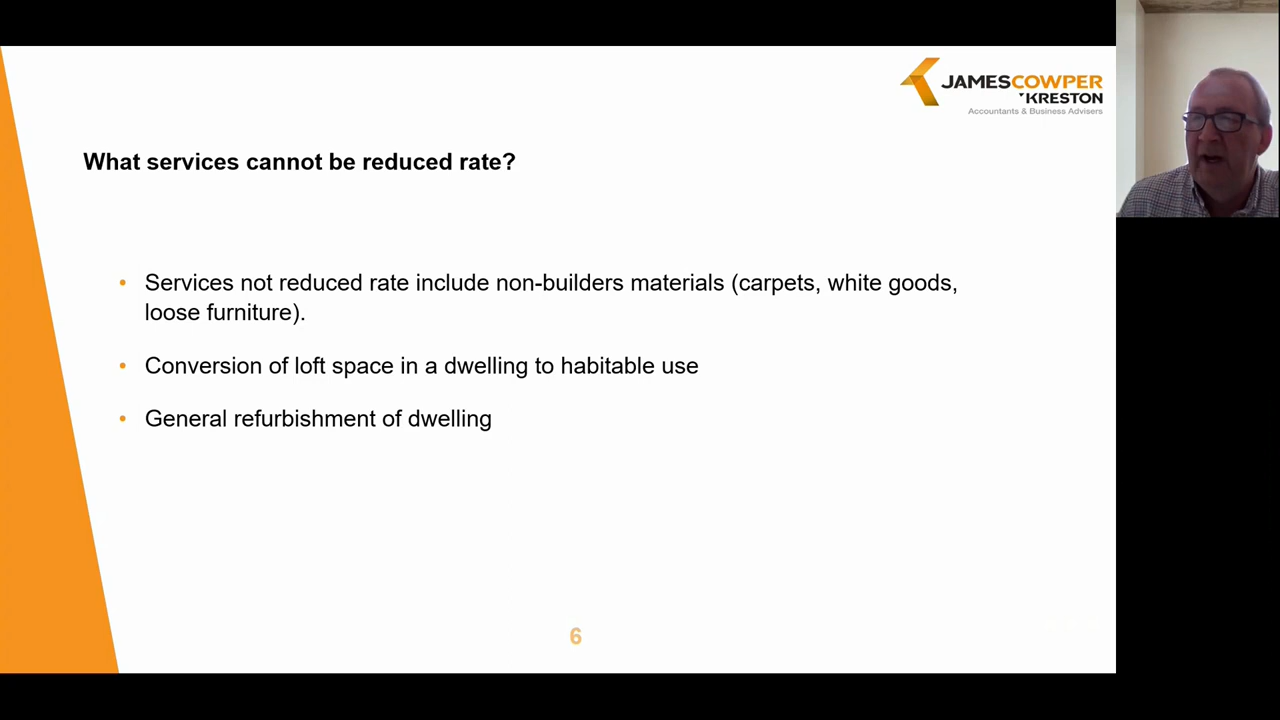 JAMESCOWPER
KRESTON
Accountants & Business Advisers
What services cannot be reduced rate?
• Services not reduced rate include non-builders materials (carpets, white goods,
loose furniture).
• Conversion of loft space in a dwelling to habitable use
• General refurbishment of dwelling
6